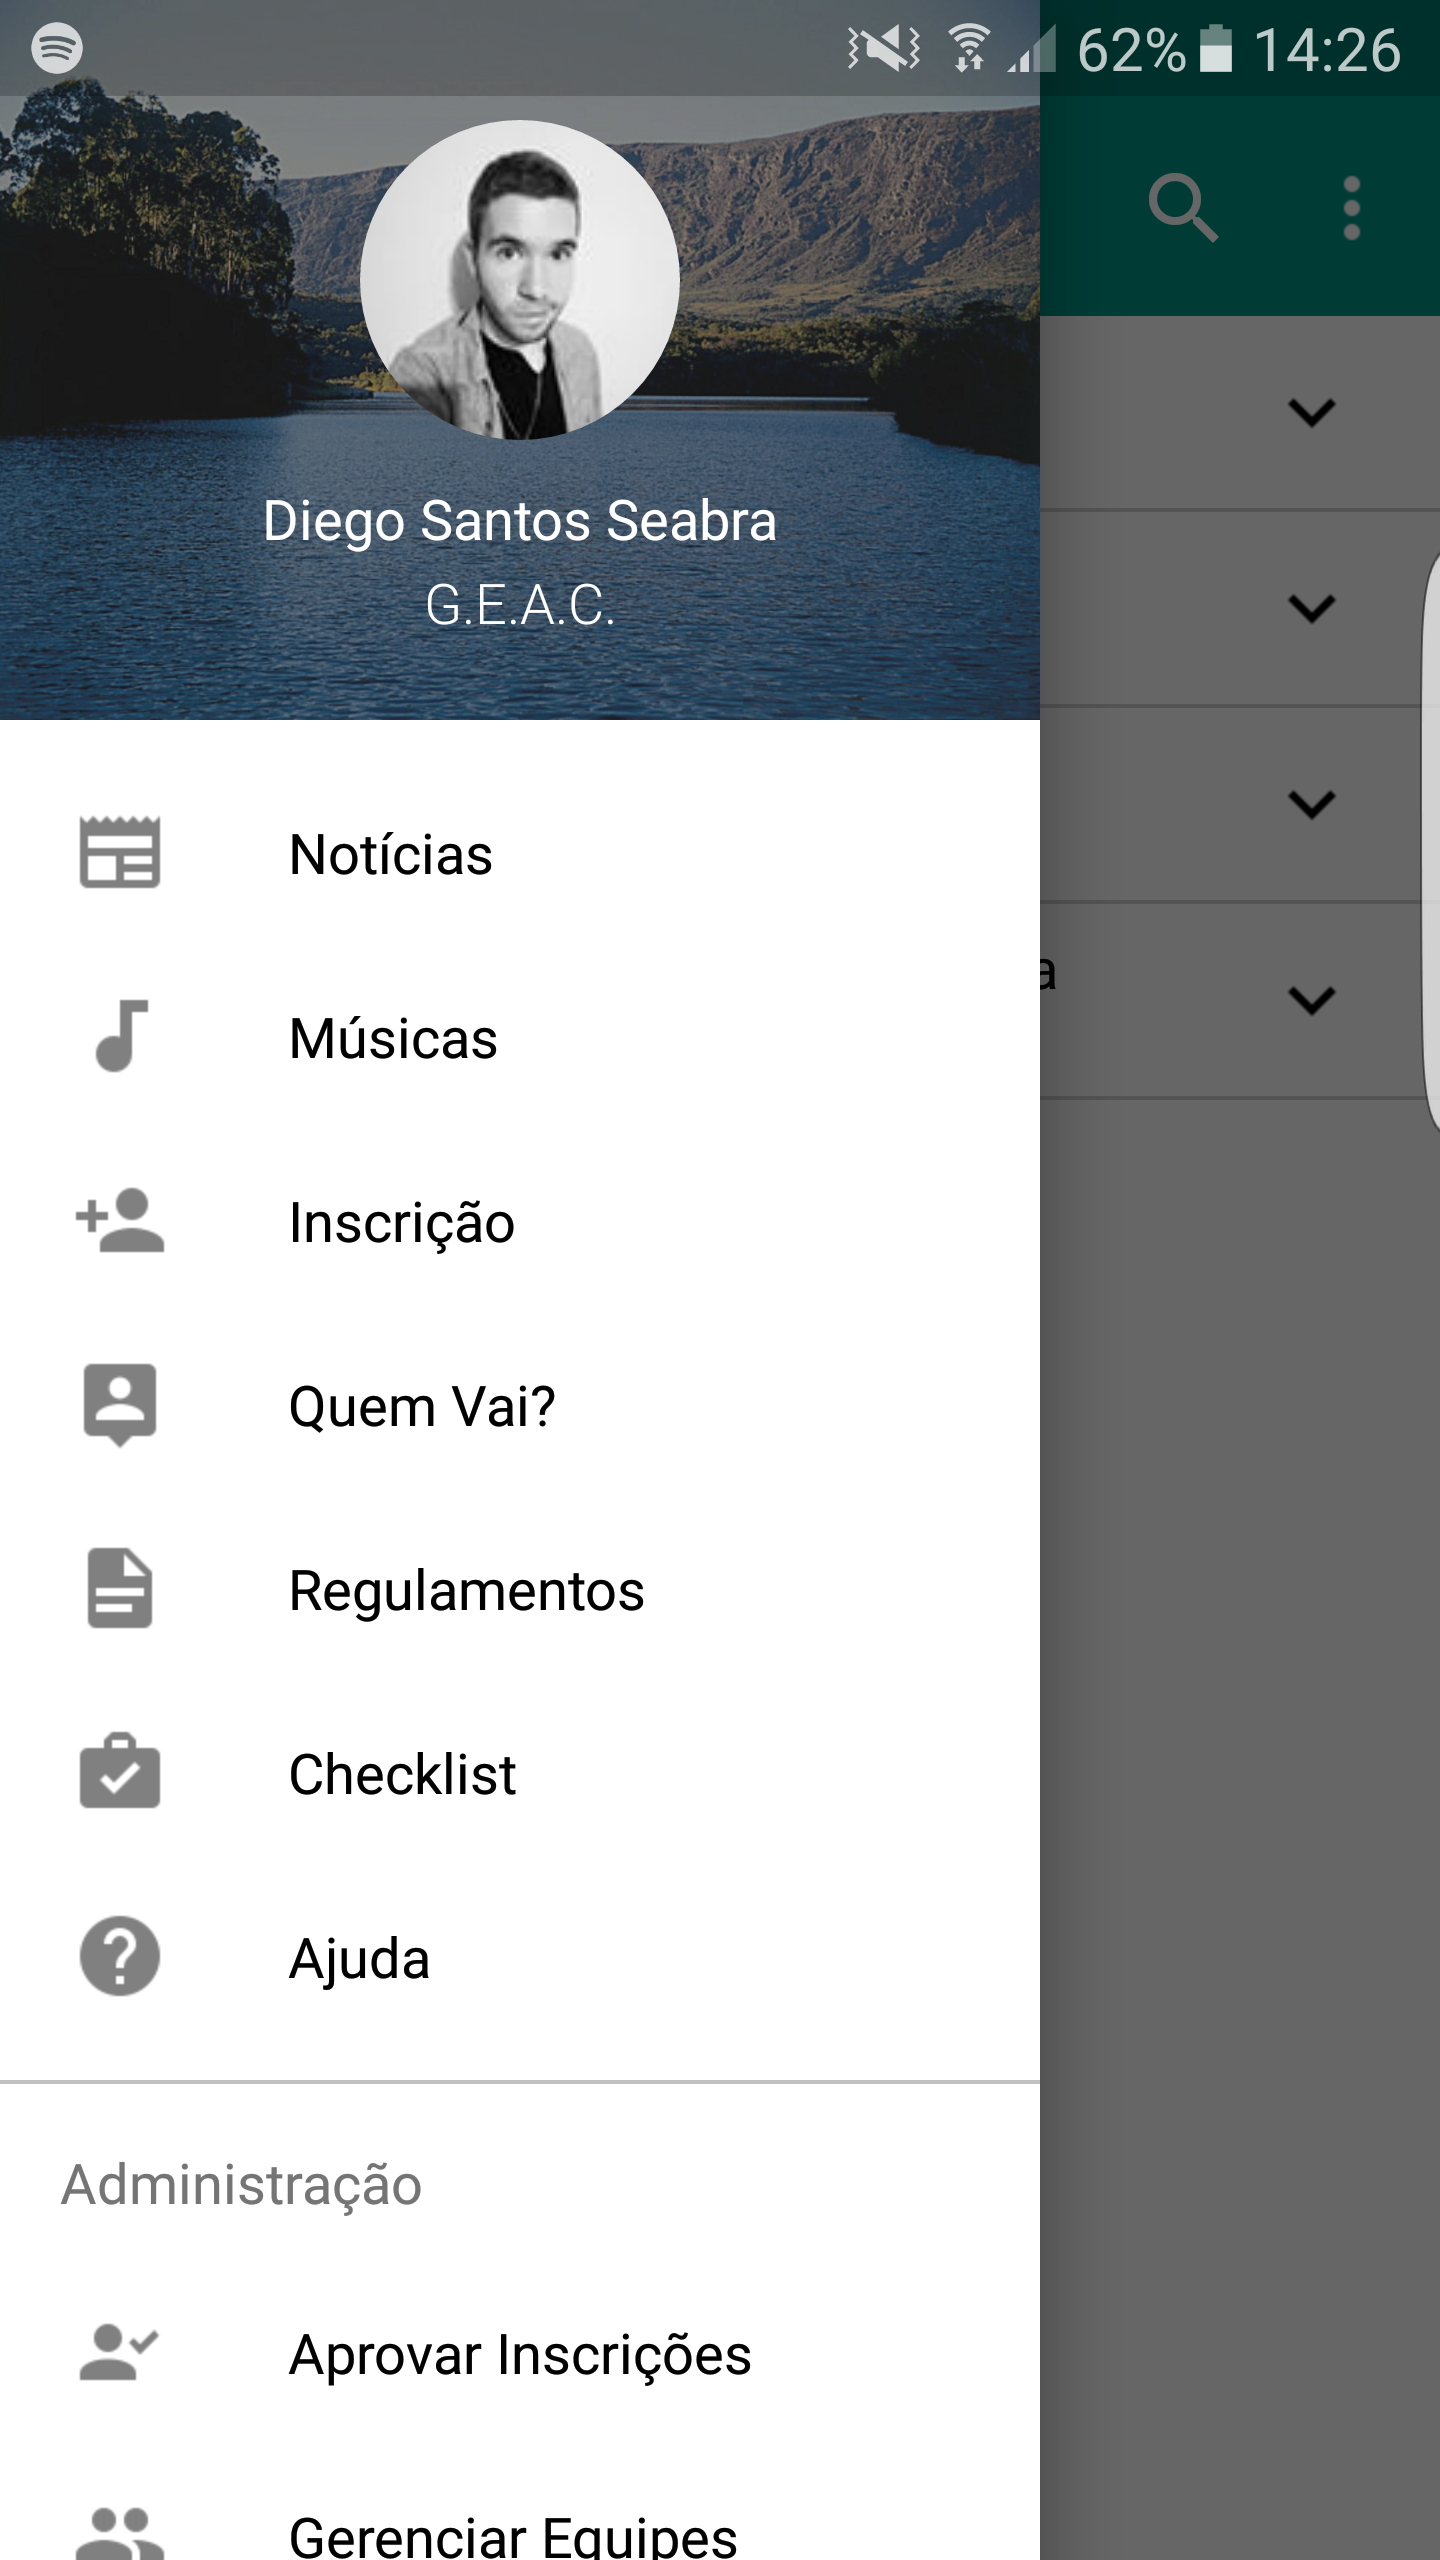 62% 14:26
Diego Santos Seabra
G.E.A.C.
Notícias
Músicas
Inscrição
Quem Vai?
a
Regulamentos
Checklist
Ajuda
Administração
Aprovar Inscrições
Gerenciar Equipes